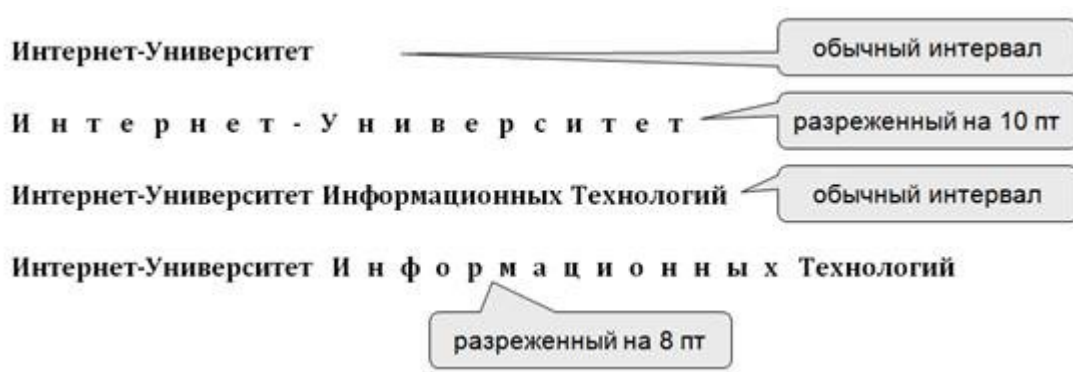 Интернет-Университет обычный интервал
И н т е р н е т - У н и в е р с и т е т разреженный на 10 пт
Интернет-Университет Информационных Технологий обычный интервал
Интернет-Университет И н ф о р м а ц и о н н ы х Технологий
разреженный на 8 пт